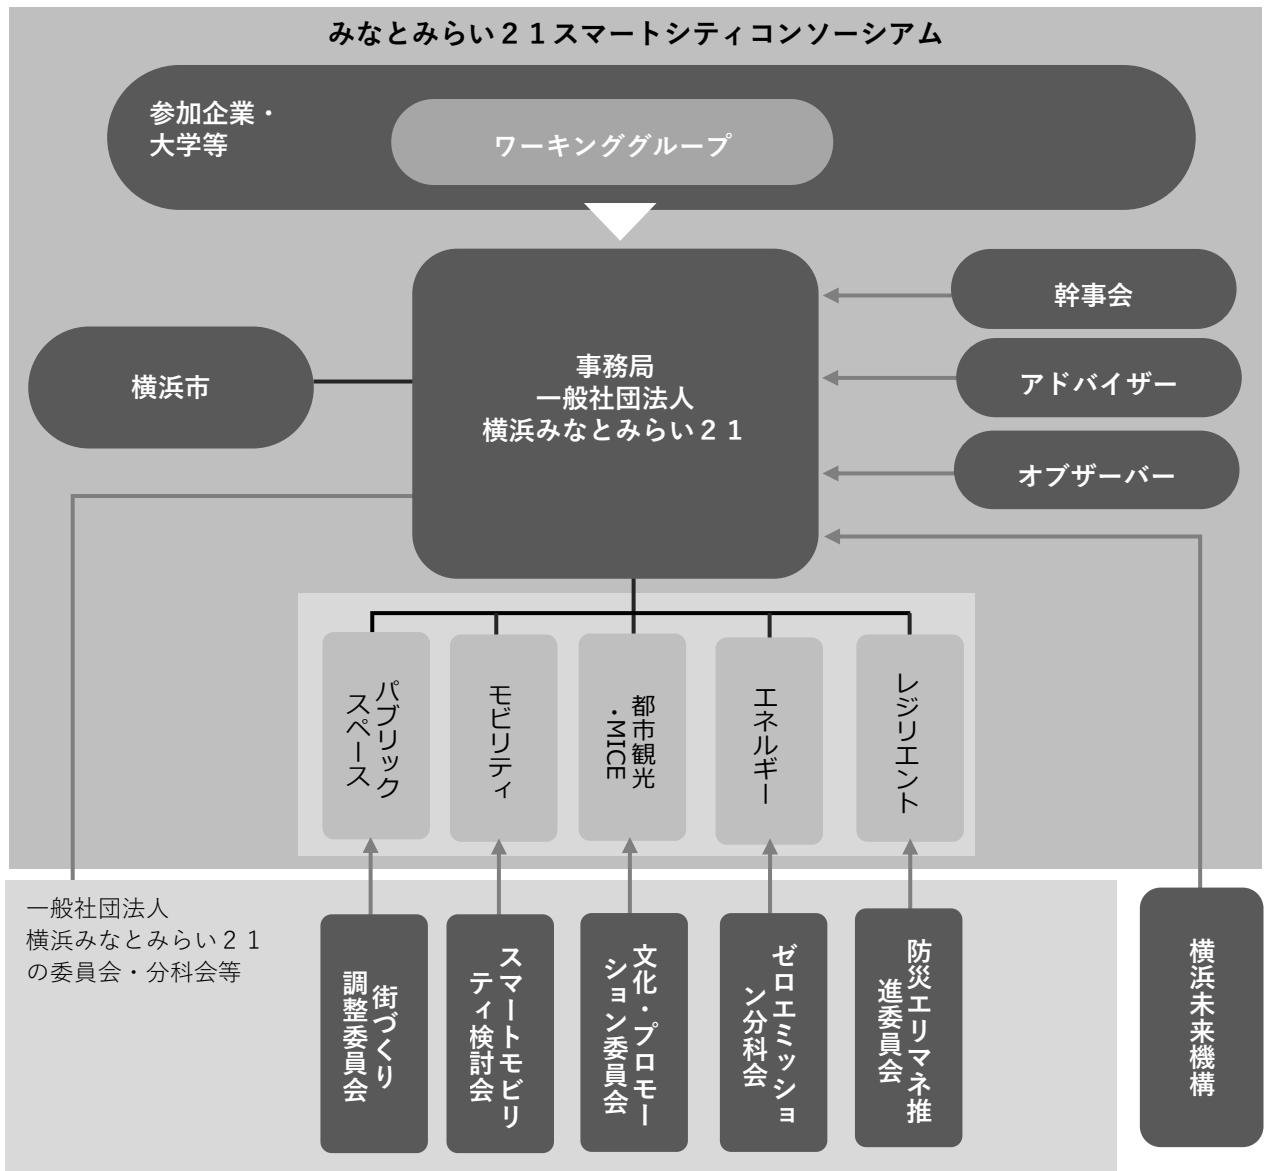 みなとみらい２１スマートシティコンソーシアム
参加企業・
大学等
ワーキンググループ
事務局
一般社団法人
横浜みなとみらい２１
横浜市
幹事会
アドバイザー
オブザーバー
パブリック
スペース
モビリティ
都市観光
・MICE
エネルギー
レジリエント
一般社団法人
横浜みなとみらい２１
の委員会・分科会等
街づくり
調整委員会
スマートモビリ
ティ検討会
文化・プロモー
ション委員会
ゼロエミッショ
ン分科会
防災エリマネ推
進委員会
横浜未来機構